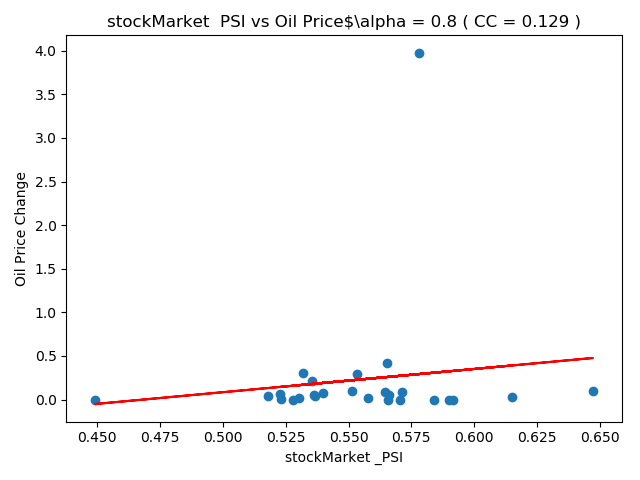 stockMarket  PSI vs Oil Price$\alpha = 0.8 ( CC = 0.129 )
4.0
3.5
3.0
2.5
2.0
1.5
1.0
0.5
0.0
Oil Price Change
0.450 0.475 0.500 0.525 0.550 0.575 0.600 0.625 0.650
stockMarket _PSI